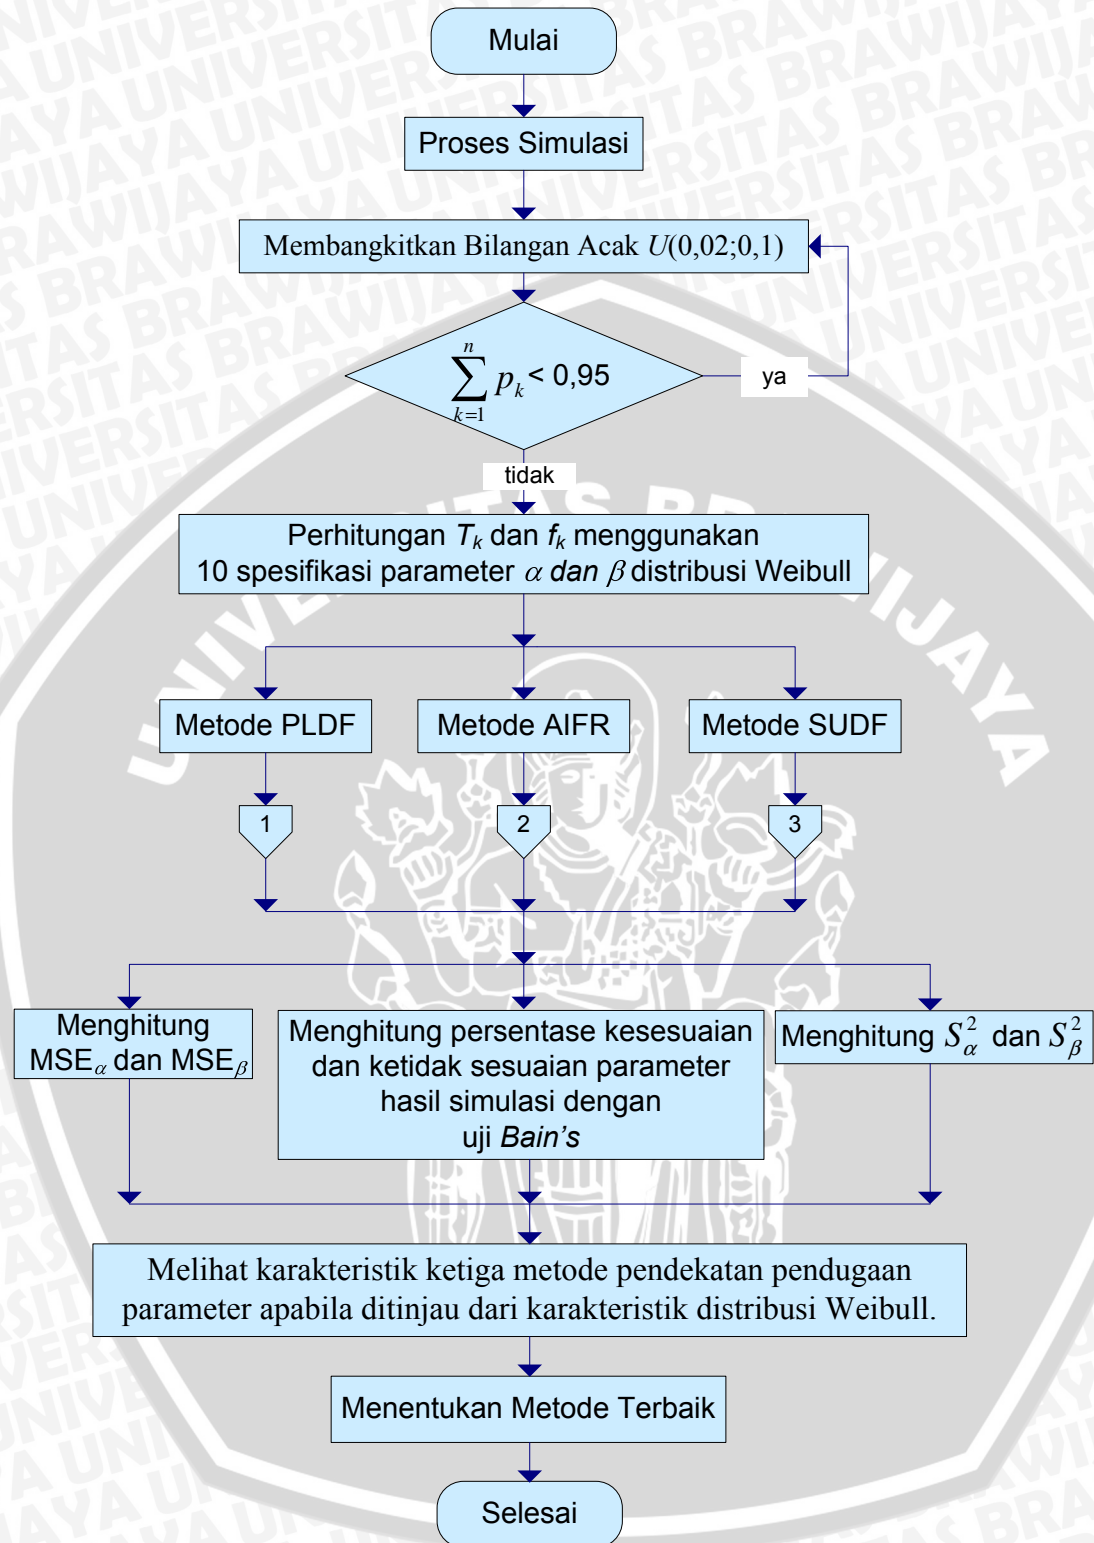 Mulai
Proses Simulasi
Membangkitkan Bilangan Acak U(0,02;0,1)
n
∑ pₖ < 0,95
k=1
ya
tidak
UNIVERSITAS BRAWIJAYA
Perhitungan Tₖ dan fₖ menggunakan
10 spesifikasi parameter α dan β distribusi Weibull
Metode PLDF
Metode AIFR
Metode SUDF
1
2
3
Menghitung
MSEα dan MSEβ
Menghitung persentase kesesuaian
dan ketidak sesuaian parameter
hasil simulasi dengan
uji Bain’s
Menghitung S²α dan S²β
Melihat karakteristik ketiga metode pendekatan pendugaan
parameter apabila ditinjau dari karakteristik distribusi Weibull.
Menentukan Metode Terbaik
Selesai